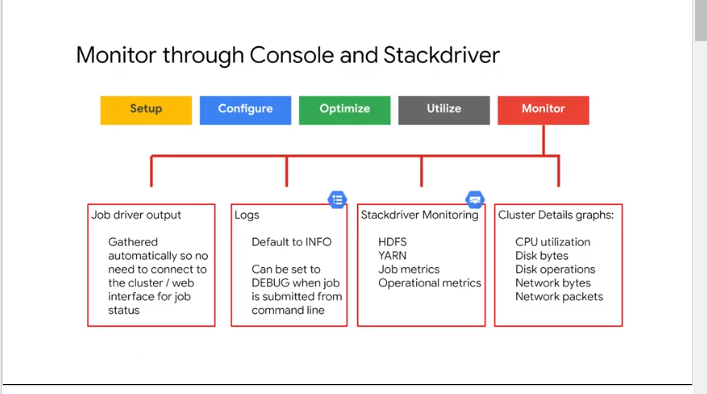 Monitor through Console and Stackdriver
Setup
Configure
Optimize
Utilize
Monitor
Job driver output
Gathered
automatically so no
need to connect to
the cluster / web
interface for job
status
Logs
Default to INFO
Can be set to
DEBUG when job
is submitted from
command line
Stackdriver Monitoring
HDFS
YARN
Job metrics
Operational metrics
Cluster Details graphs:
CPU utilization
Disk bytes
Disk operations
Network bytes
Network packets